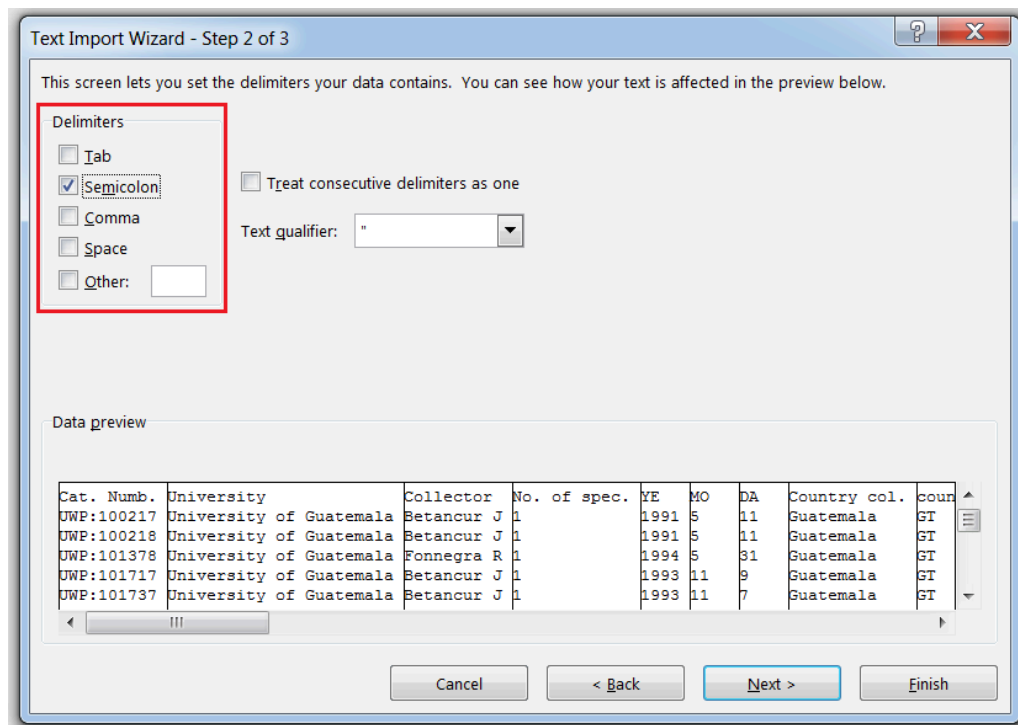 Text Import Wizard - Step 2 of 3
This screen lets you set the delimiters your data contains.  You can see how your text is affected in the preview below.
Delimiters
Tab
Semicolon
Comma
Space
Other:
Treat consecutive delimiters as one
Text qualifier: "
Data preview
Cat. Numb. University Collector No. of spec. YE MO DA Country col. coun
UWP:100217 University of Guatemala Betancur J 1 1991 5 11 Guatemala GT
UWP:100218 University of Guatemala Betancur J 1 1991 5 11 Guatemala GT
UWP:101378 University of Guatemala Fonnegra R 1 1994 5 31 Guatemala GT
UWP:101717 University of Guatemala Betancur J 1 1993 11 9 Guatemala GT
UWP:101737 University of Guatemala Betancur J 1 1993 11 7 Guatemala GT
Cancel < Back Next > Finish